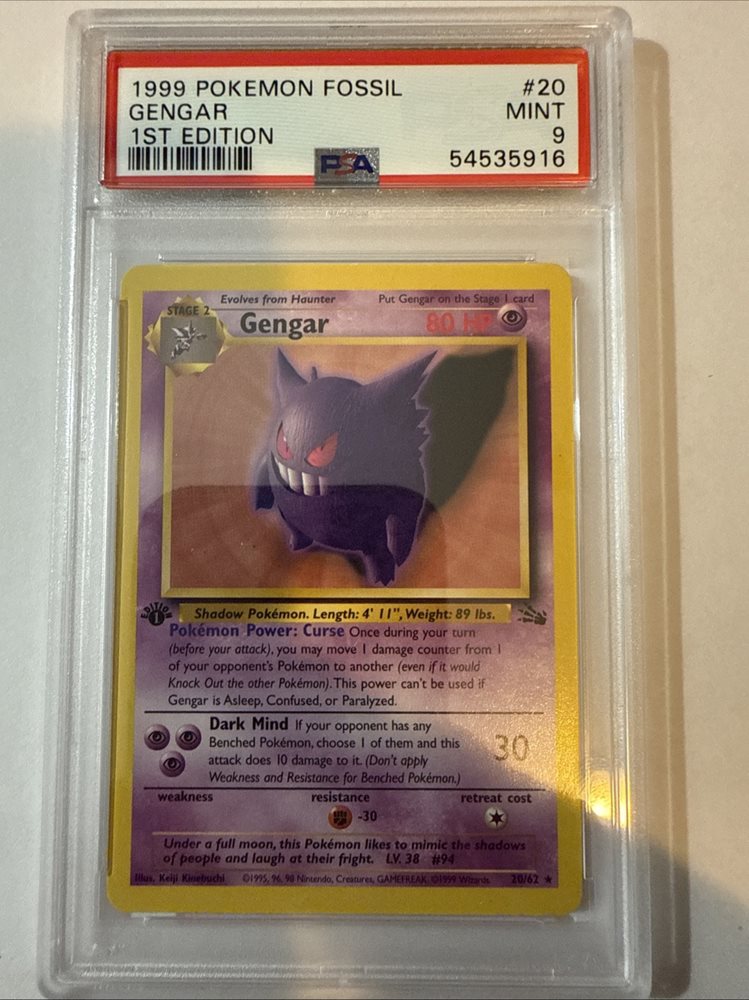 1999 POKEMON FOSSIL #20
GENGAR MINT
1ST EDITION 9
PSA 54535916
Evolves from Haunter Put Gengar on the Stage 1 card
STAGE 2
Gengar 80 HP
EDITION 1
Shadow Pokémon. Length: 4' 11", Weight: 89 lbs.
Pokémon Power: Curse Once during your turn
(before your attack), you may move 1 damage counter from 1
of your opponent's Pokémon to another (even if it would
Knock Out the other Pokémon). This power can't be used if
Gengar is Asleep, Confused, or Paralyzed.
Dark Mind If your opponent has any
Benched Pokémon, choose 1 of them and this
attack does 10 damage to it. (Don't apply
Weakness and Resistance for Benched Pokémon.)
30
weakness resistance retreat cost
-30
Under a full moon, this Pokémon likes to mimic the shadows
of people and laugh at their fright. LV. 38 #94
Illus. Keiji Kinebuchi ©1995, 96, 98 Nintendo, Creatures, GAMEFREAK. ©1999 Wizards. 20/62 ★